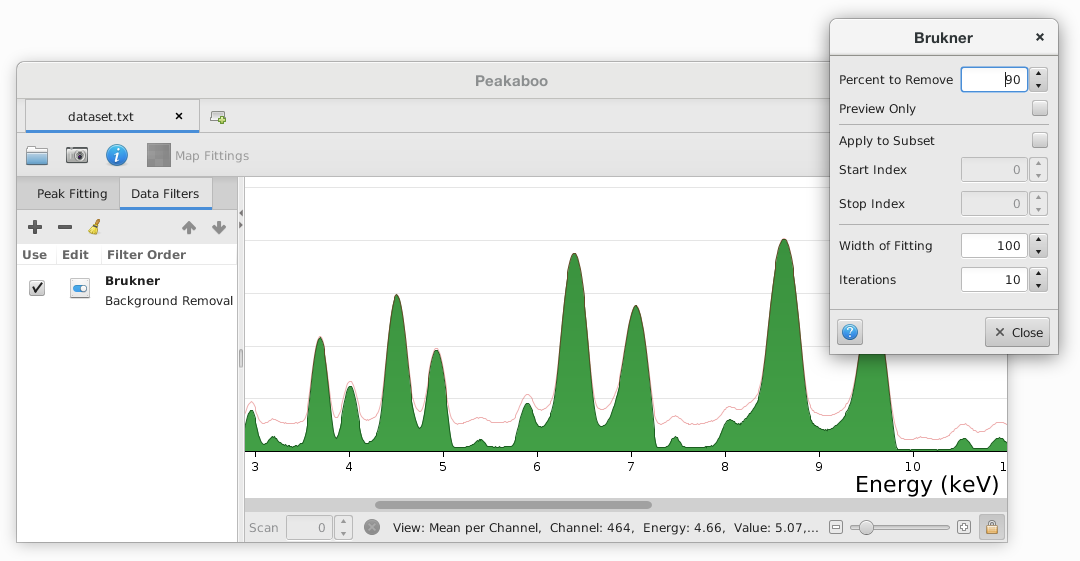 Peakaboo
dataset.txt
Map Fittings
Peak Fitting
Data Filters
Use Edit Filter Order
Brukner
Background Removal
3 4 5 6 7 8 9 10 1
Energy (keV)
Scan 0
View: Mean per Channel, Channel: 464, Energy: 4.66, Value: 5.07,...
Brukner
Percent to Remove 90
Preview Only
Apply to Subset
Start Index 0
Stop Index 0
Width of Fitting 100
Iterations 10
? Close